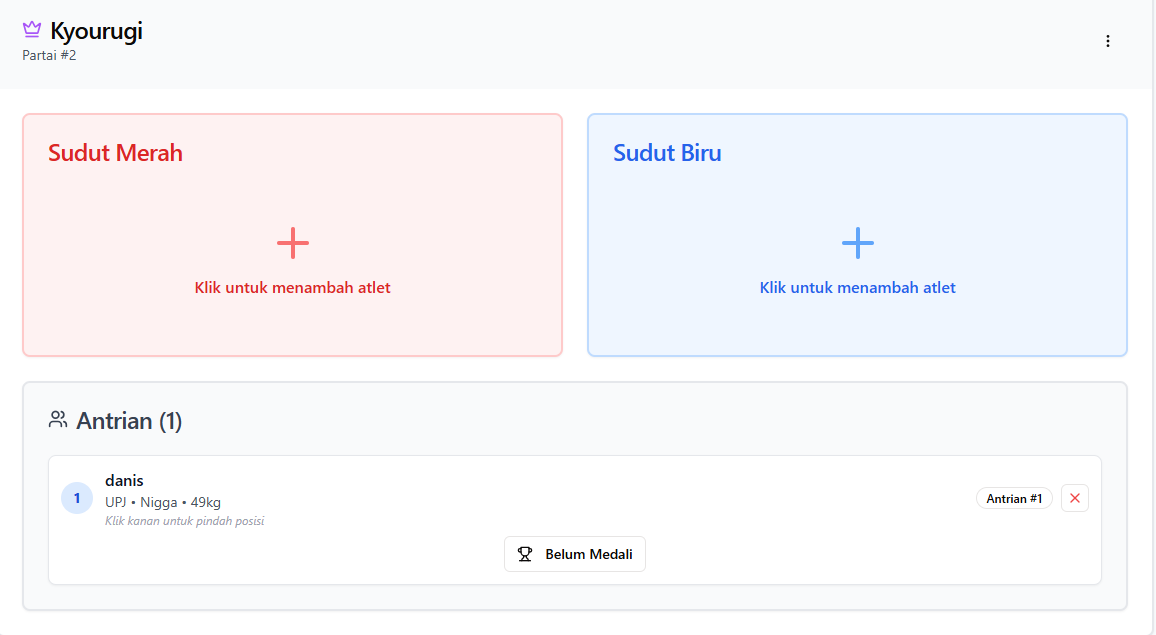 Kyourugi
Partai #2
Sudut Merah
Klik untuk menambah atlet
Sudut Biru
Klik untuk menambah atlet
Antrian (1)
1
danis
UPJ • Nigga • 49kg
Klik kanan untuk pindah posisi
Antrian #1
Belum Medali